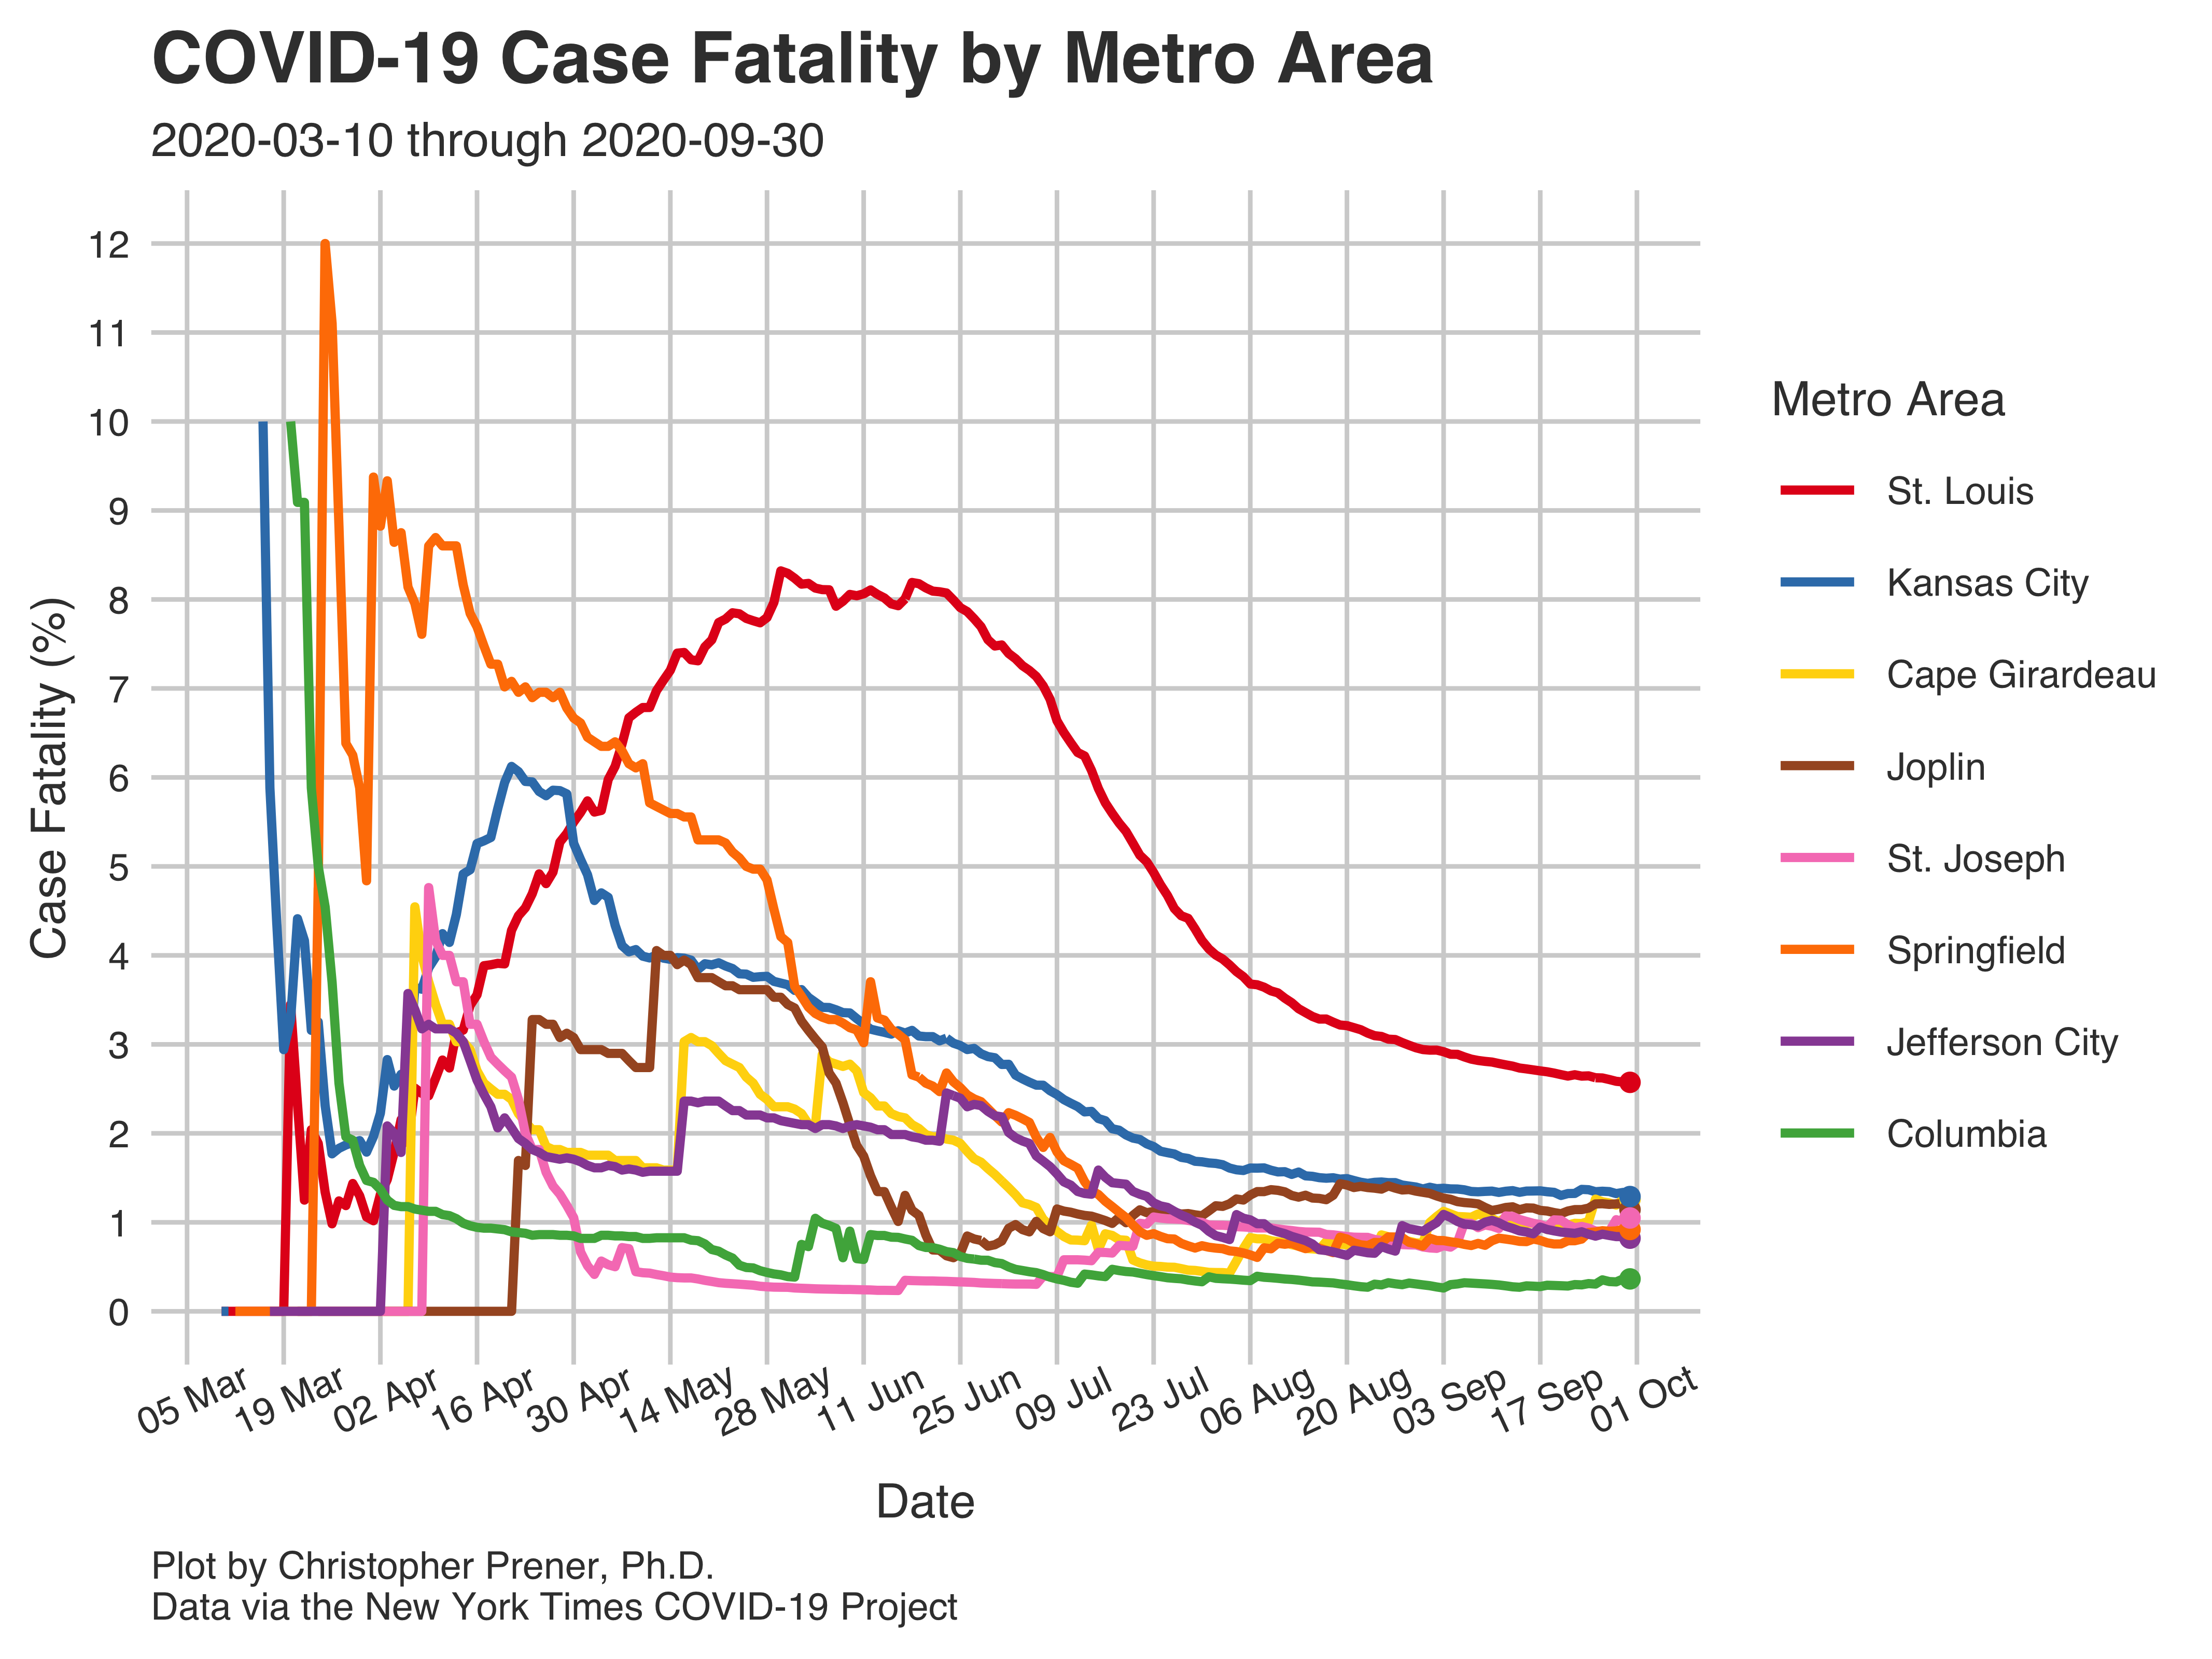 COVID-19 Case Fatality by Metro Area
2020-03-10 through 2020-09-30
Case Fatality (%)
12
11
10
9
8
7
6
5
4
3
2
1
0
05 Mar
19 Mar
02 Apr
16 Apr
30 Apr
14 May
28 May
11 Jun
25 Jun
09 Jul
23 Jul
06 Aug
20 Aug
03 Sep
17 Sep
01 Oct
Date
Metro Area
St. Louis
Kansas City
Cape Girardeau
Joplin
St. Joseph
Springfield
Jefferson City
Columbia
Plot by Christopher Prener, Ph.D.
Data via the New York Times COVID-19 Project